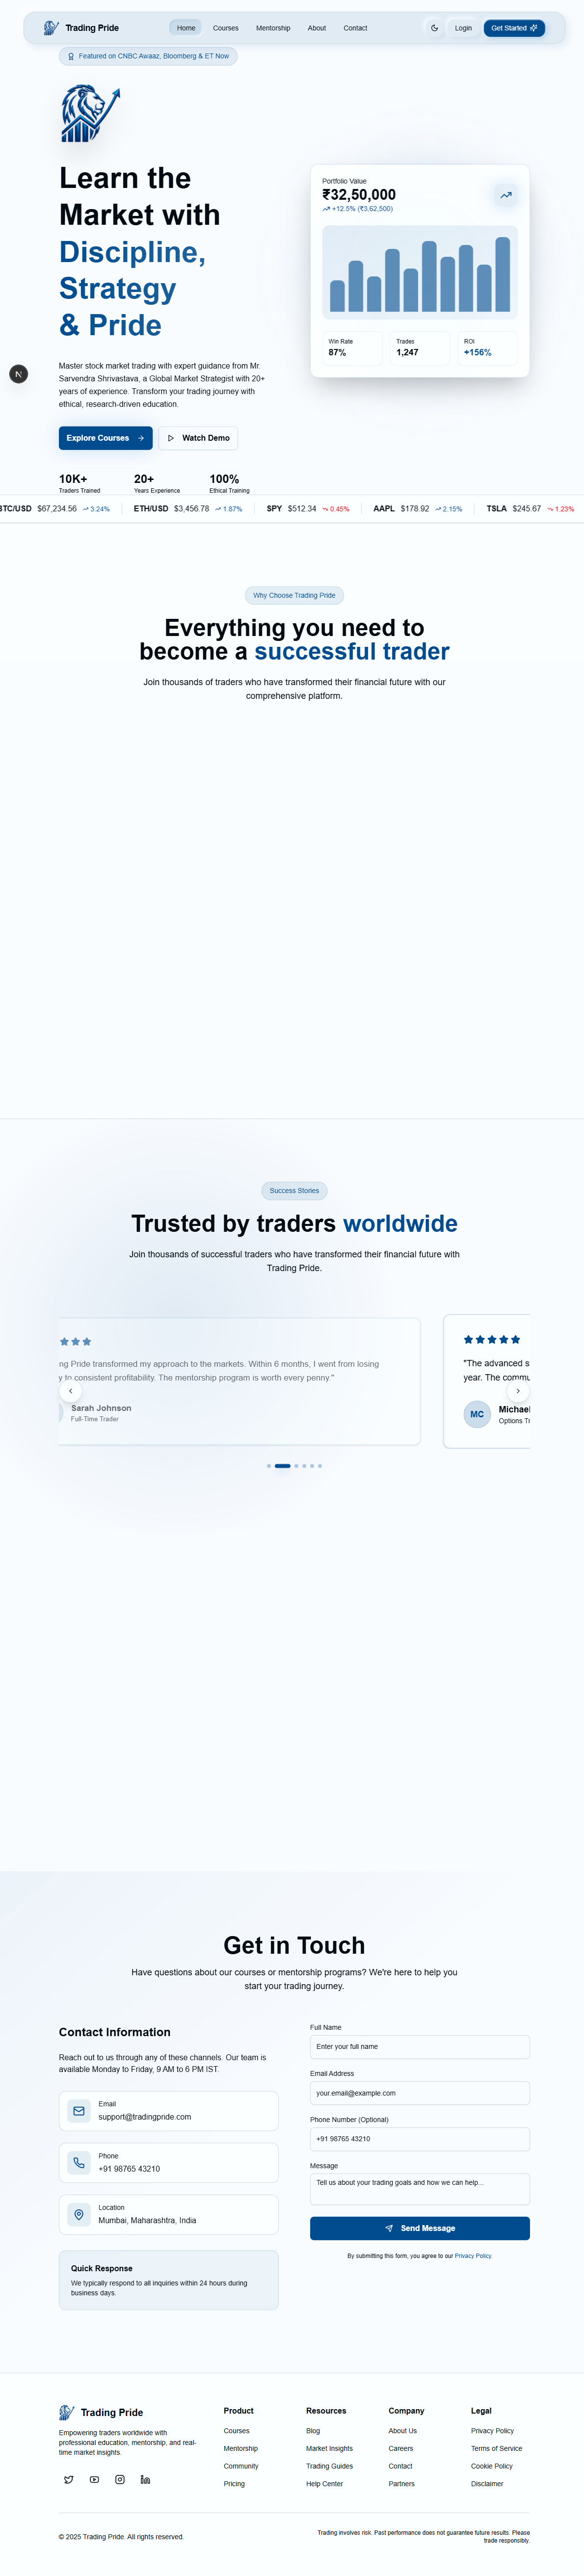 Trading Pride
Home
Courses
Mentorship
About
Contact
Login
Get Started
Featured on CNBC Awaaz, Bloomberg & ET Now
Learn the
Market with
Discipline,
Strategy
& Pride
Master stock market trading with expert guidance from Mr.
Sarvendra Shrivastava, a Global Market Strategist with 20+
years of experience. Transform your trading journey with
ethical, research-driven education.
Explore Courses
Watch Demo
10K+
Traders Trained
20+
Years Experience
100%
Ethical Training
Portfolio Value
₹32,50,000
+12.5% (₹3,62,500)
Win Rate
87%
Trades
1,247
ROI
+156%
N
BTC/USD $67,234.56 3.24%
ETH/USD $3,456.78 1.87%
SPY $512.34 0.45%
AAPL $178.92 2.15%
TSLA $245.67 1.23%
Why Choose Trading Pride
Everything you need to
become a successful trader
Join thousands of traders who have transformed their financial future with our
comprehensive platform.
Success Stories
Trusted by traders worldwide
Join thousands of successful traders who have transformed their financial future with
Trading Pride.
ng Pride transformed my approach to the markets. Within 6 months, I went from losing
y to consistent profitability. The mentorship program is worth every penny."
Sarah Johnson
Full-Time Trader
"The advanced s
year. The commu
MC
Michael
Options Tr
Get in Touch
Have questions about our courses or mentorship programs? We're here to help you
start your trading journey.
Contact Information
Reach out to us through any of these channels. Our team is
available Monday to Friday, 9 AM to 6 PM IST.
Email
support@tradingpride.com
Phone
+91 98765 43210
Location
Mumbai, Maharashtra, India
Quick Response
We typically respond to all inquiries within 24 hours during
business days.
Full Name
Enter your full name
Email Address
your.email@example.com
Phone Number (Optional)
+91 98765 43210
Message
Tell us about your trading goals and how we can help...
Send Message
By submitting this form, you agree to our Privacy Policy.
Trading Pride
Empowering traders worldwide with
professional education, mentorship, and real-
time market insights.
Product
Courses
Mentorship
Community
Pricing
Resources
Blog
Market Insights
Trading Guides
Help Center
Company
About Us
Careers
Contact
Partners
Legal
Privacy Policy
Terms of Service
Cookie Policy
Disclaimer
© 2025 Trading Pride. All rights reserved.
Trading involves risk. Past performance does not guarantee future results. Please
trade responsibly.